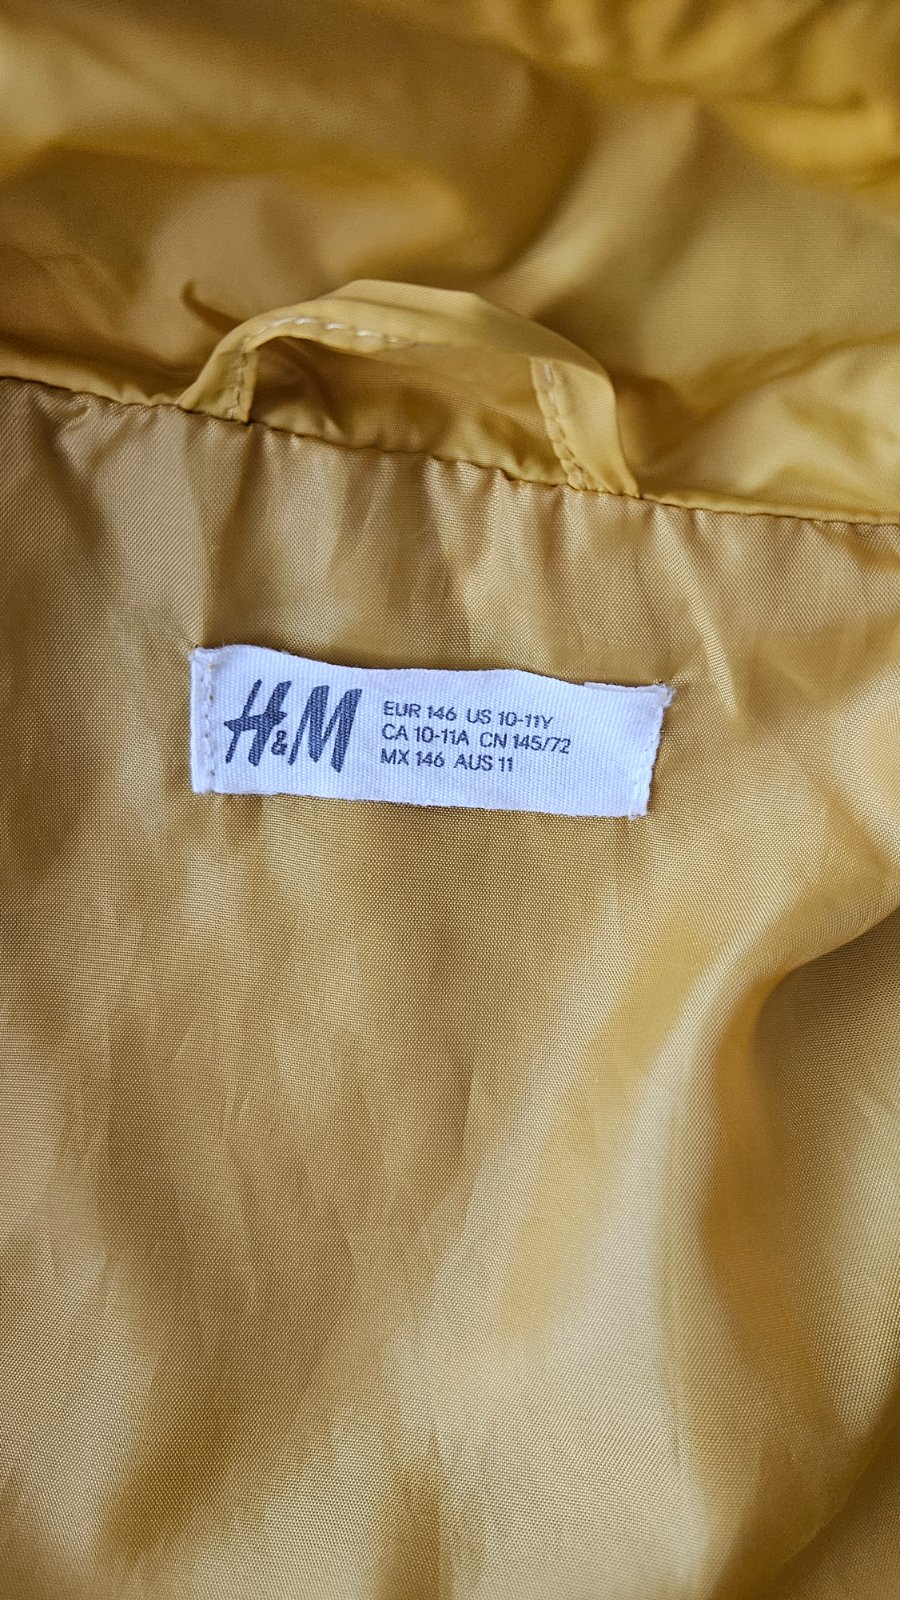 H&M
EUR 146 US 10-11Y
CA 10-11A CN 145/72
MX 146 AUS 11